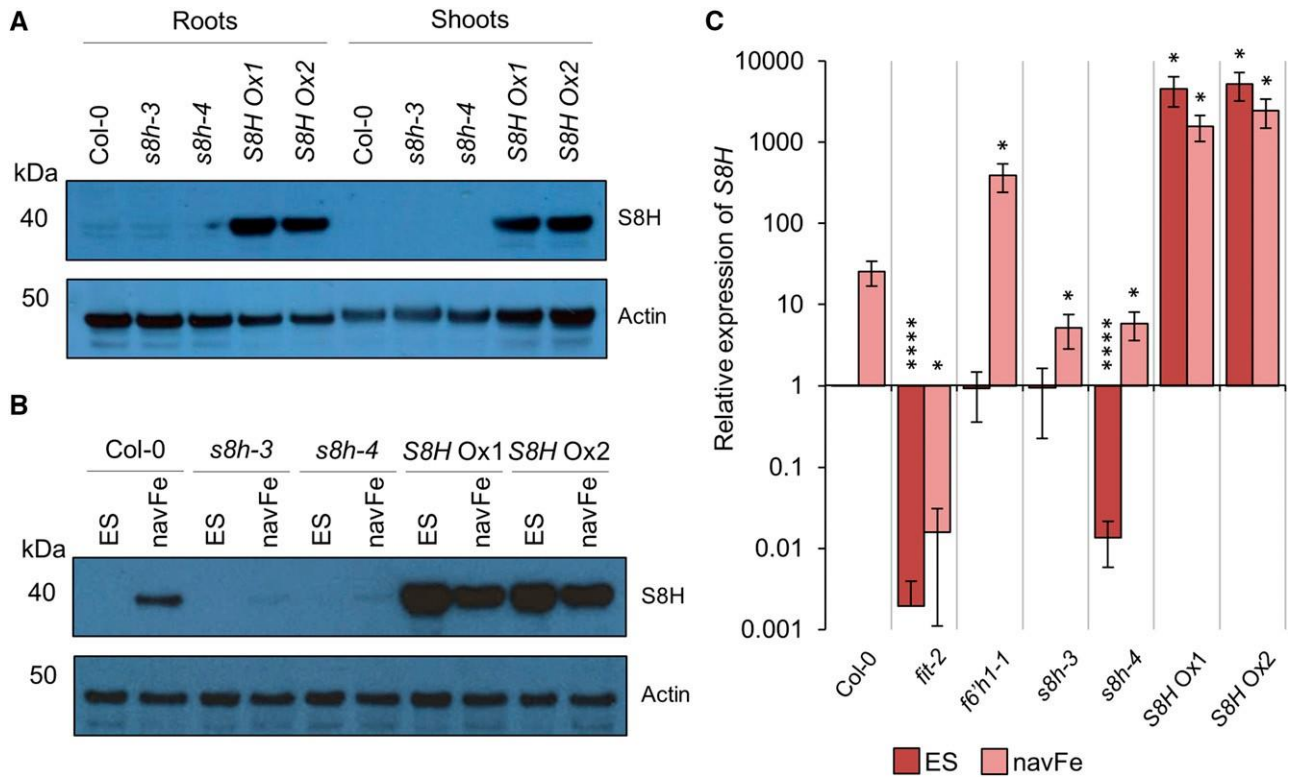 A
Roots Shoots
Col-0 s8h-3 s8h-4 S8H Ox1 S8H Ox2 Col-0 s8h-3 s8h-4 S8H Ox1 S8H Ox2
kDa
40 S8H
50 Actin
B
Col-0 s8h-3 s8h-4 S8H Ox1 S8H Ox2
ES navFe ES navFe ES navFe ES navFe ES navFe
kDa
40 S8H
50 Actin
C
Relative expression of S8H
10000
1000
100
10
1
0.1
0.01
0.001
**** * * * **** * * * * *
Col-0 fit-2 f6'h1-1 s8h-3 s8h-4 S8H Ox1 S8H Ox2
ES navFe